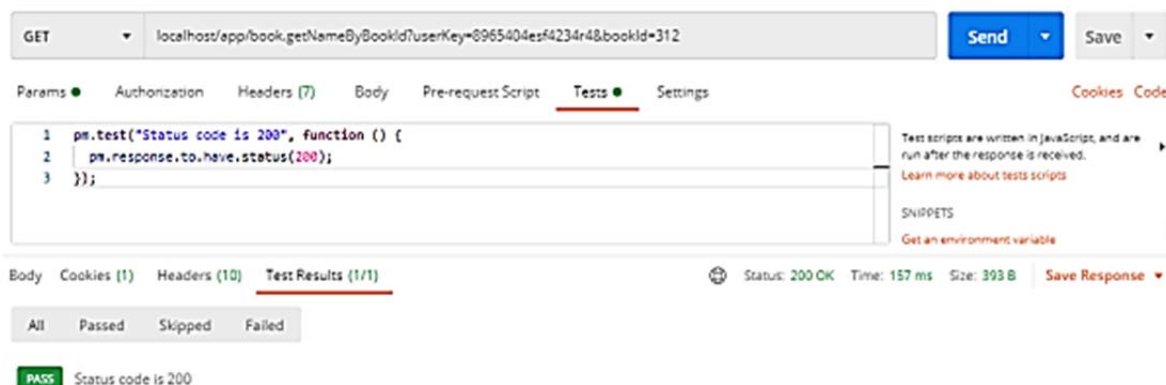 GET localhost/app/book.getNameByBookId?userKey=8965404esf4234r4&bookId=312 Send Save
Params Authorization Headers (7) Body Pre-request Script Tests Settings Cookies Code
1 pm.test("Status code is 200", function () {
2 pm.response.to.have.status(200);
3 });
Test scripts are written in JavaScript, and are
run after the response is received.
Learn more about tests scripts
SNIPPETS
Get an environment variable
Body Cookies (1) Headers (10) Test Results (1/1) Status: 200 OK Time: 157 ms Size: 393 B Save Response
All Passed Skipped Failed
PASS Status code is 200